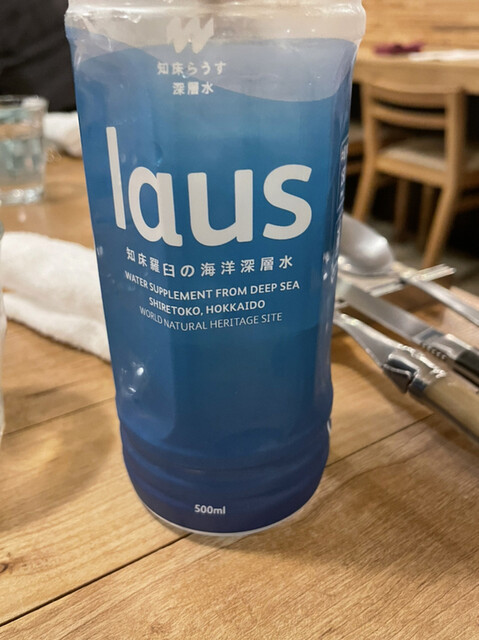 知床らうす
深層水
laus
知床羅臼の海洋深層水
WATER SUPPLEMENT FROM DEEP SEA
SHIRETOKO, HOKKAIDO
WORLD NATURAL HERITAGE SITE
500ml